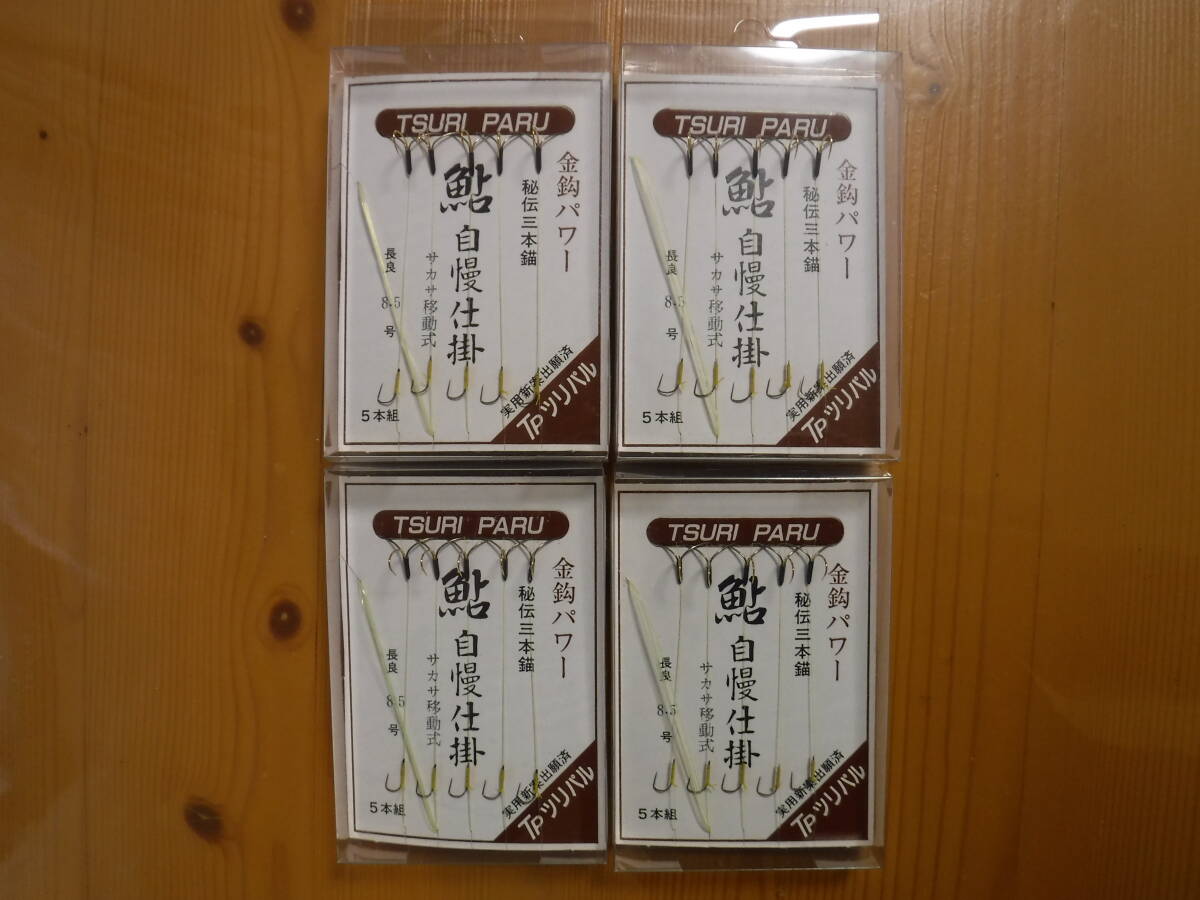 TSURI PARU
金鈎パワー
秘伝三本錨
鮎自慢仕掛
サカサ移動式
長良 8.5 号
5本組
実用新案出願済
TPツリパル
TSURI PARU
金鈎パワー
秘伝三本錨
鮎自慢仕掛
サカサ移動式
長良 8.5 号
5本組
実用新案出願済
TPツリパル
TSURI PARU
金鈎パワー
秘伝三本錨
鮎自慢仕掛
サカサ移動式
長良 8.5 号
5本組
実用新案出願済
TPツリパル
TSURI PARU
金鈎パワー
秘伝三本錨
鮎自慢仕掛
サカサ移動式
長良 8.5 号
5本組
実用新案出願済
TPツリパル